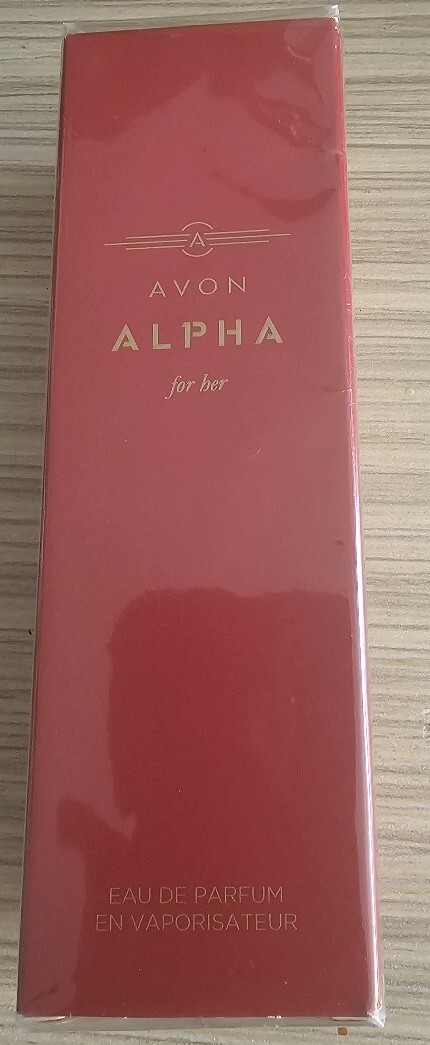 A
AVON
ALPHA
for her
EAU DE PARFUM
EN VAPORISATEUR